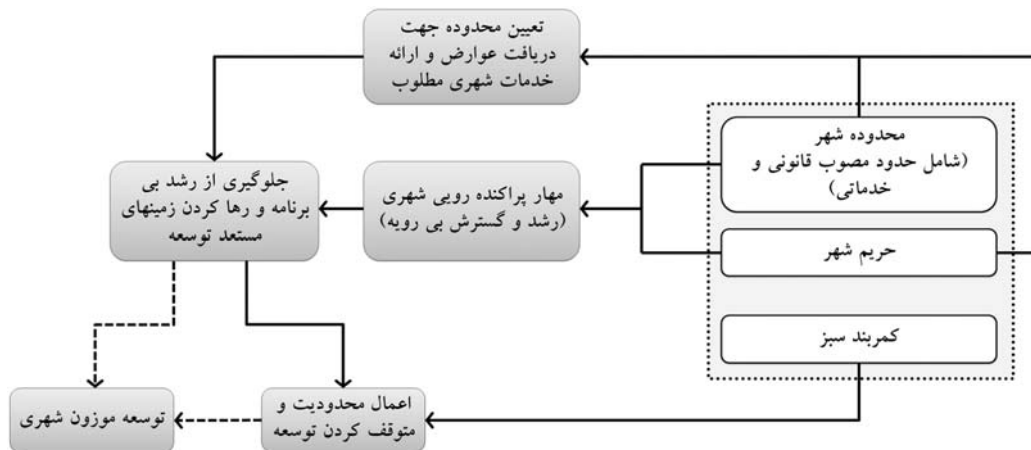 تعیین محدوده جهت
دریافت عوارض و ارائه
خدمات شهری مطلوب
محدوده شهر
(شامل حدود مصوب قانونی و
خدماتی)
جلوگیری از رشد بی
برنامه و رها کردن زمینهای
مستعد توسعه
مهار پراکنده رویی شهری
(رشد و گسترش بی رویه)
حریم شهر
کمربند سبز
اعمال محدودیت و
متوقف کردن توسعه
توسعه موزون شهری